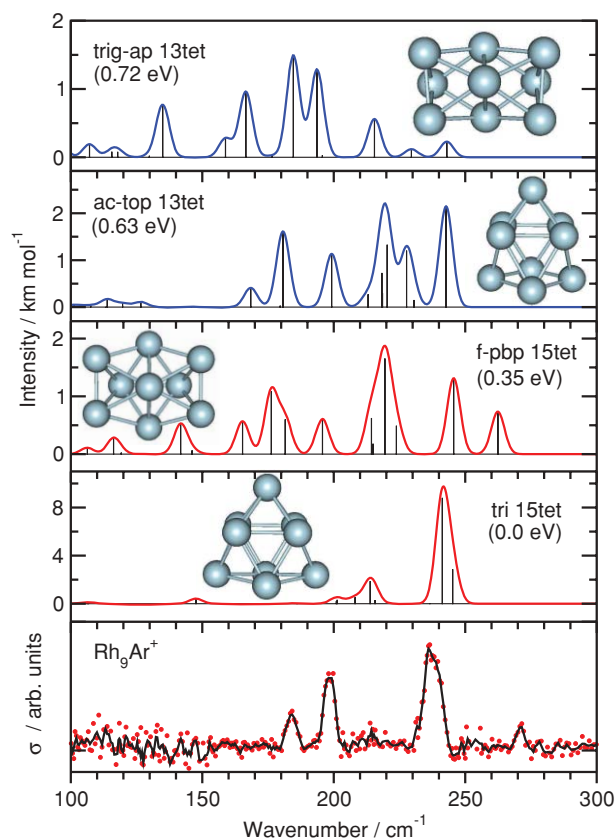 trig-ap 13tet
(0.72 eV)
2
1
0
ac-top 13tet
(0.63 eV)
2
1
0
Intensity / km mol⁻¹
f-pbp 15tet
(0.35 eV)
2
1
0
tri 15tet
(0.0 eV)
8
4
0
Rh₉Ar⁺
σ / arb. units
100 150 200 250 300
Wavenumber / cm⁻¹